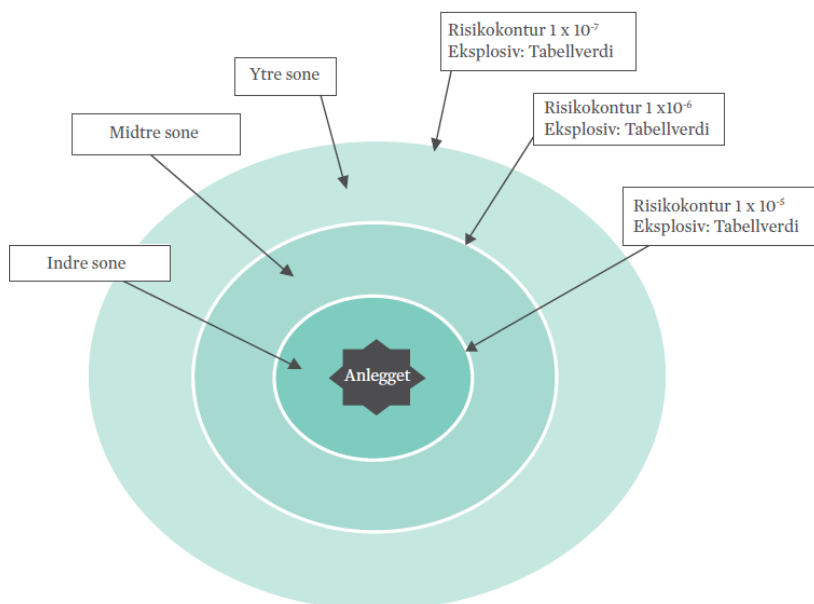 Risikokontur 1 x 10⁻⁷
Eksplosiv: Tabellverdi
Ytre sone
Risikokontur 1 x10⁻⁶
Eksplosiv: Tabellverdi
Midtre sone
Risikokontur 1 x 10⁻⁵
Eksplosiv: Tabellverdi
Indre sone
Anlegget